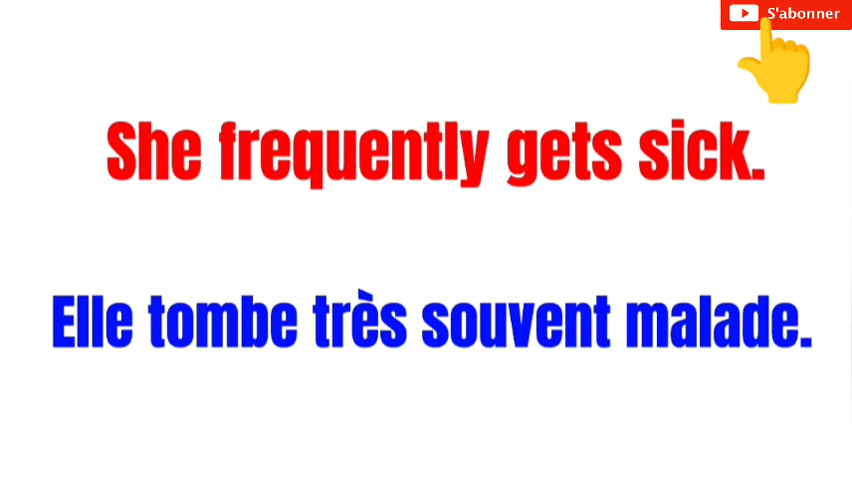 S'abonner
She frequently gets sick.
Elle tombe très souvent malade.